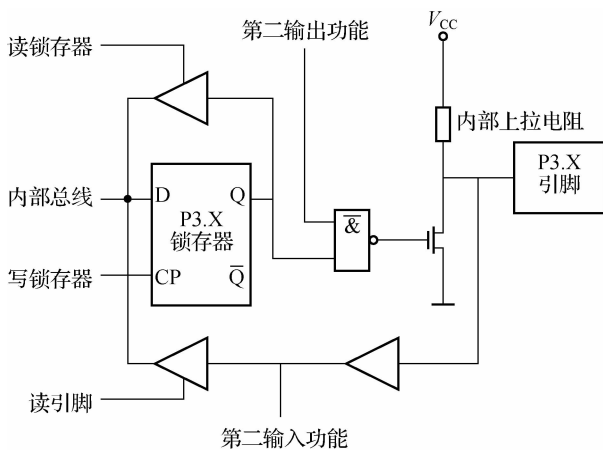 读锁存器
第二输出功能
VCC
内部上拉电阻
P3.X
引脚
内部总线
D
Q
P3.X
锁存器
&
写锁存器
CP
Q̅
读引脚
第二输入功能